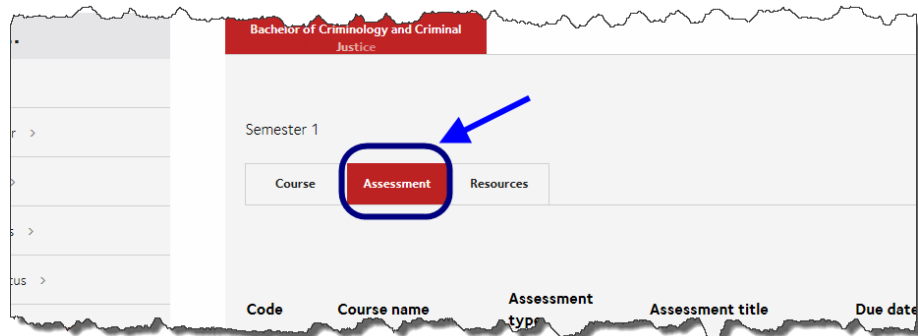 Bachelor of Criminology and Criminal
Justice
r >
>
Semester 1
Course Assessment Resources
s >
tus >
Code Course name Assessment type Assessment title Due date